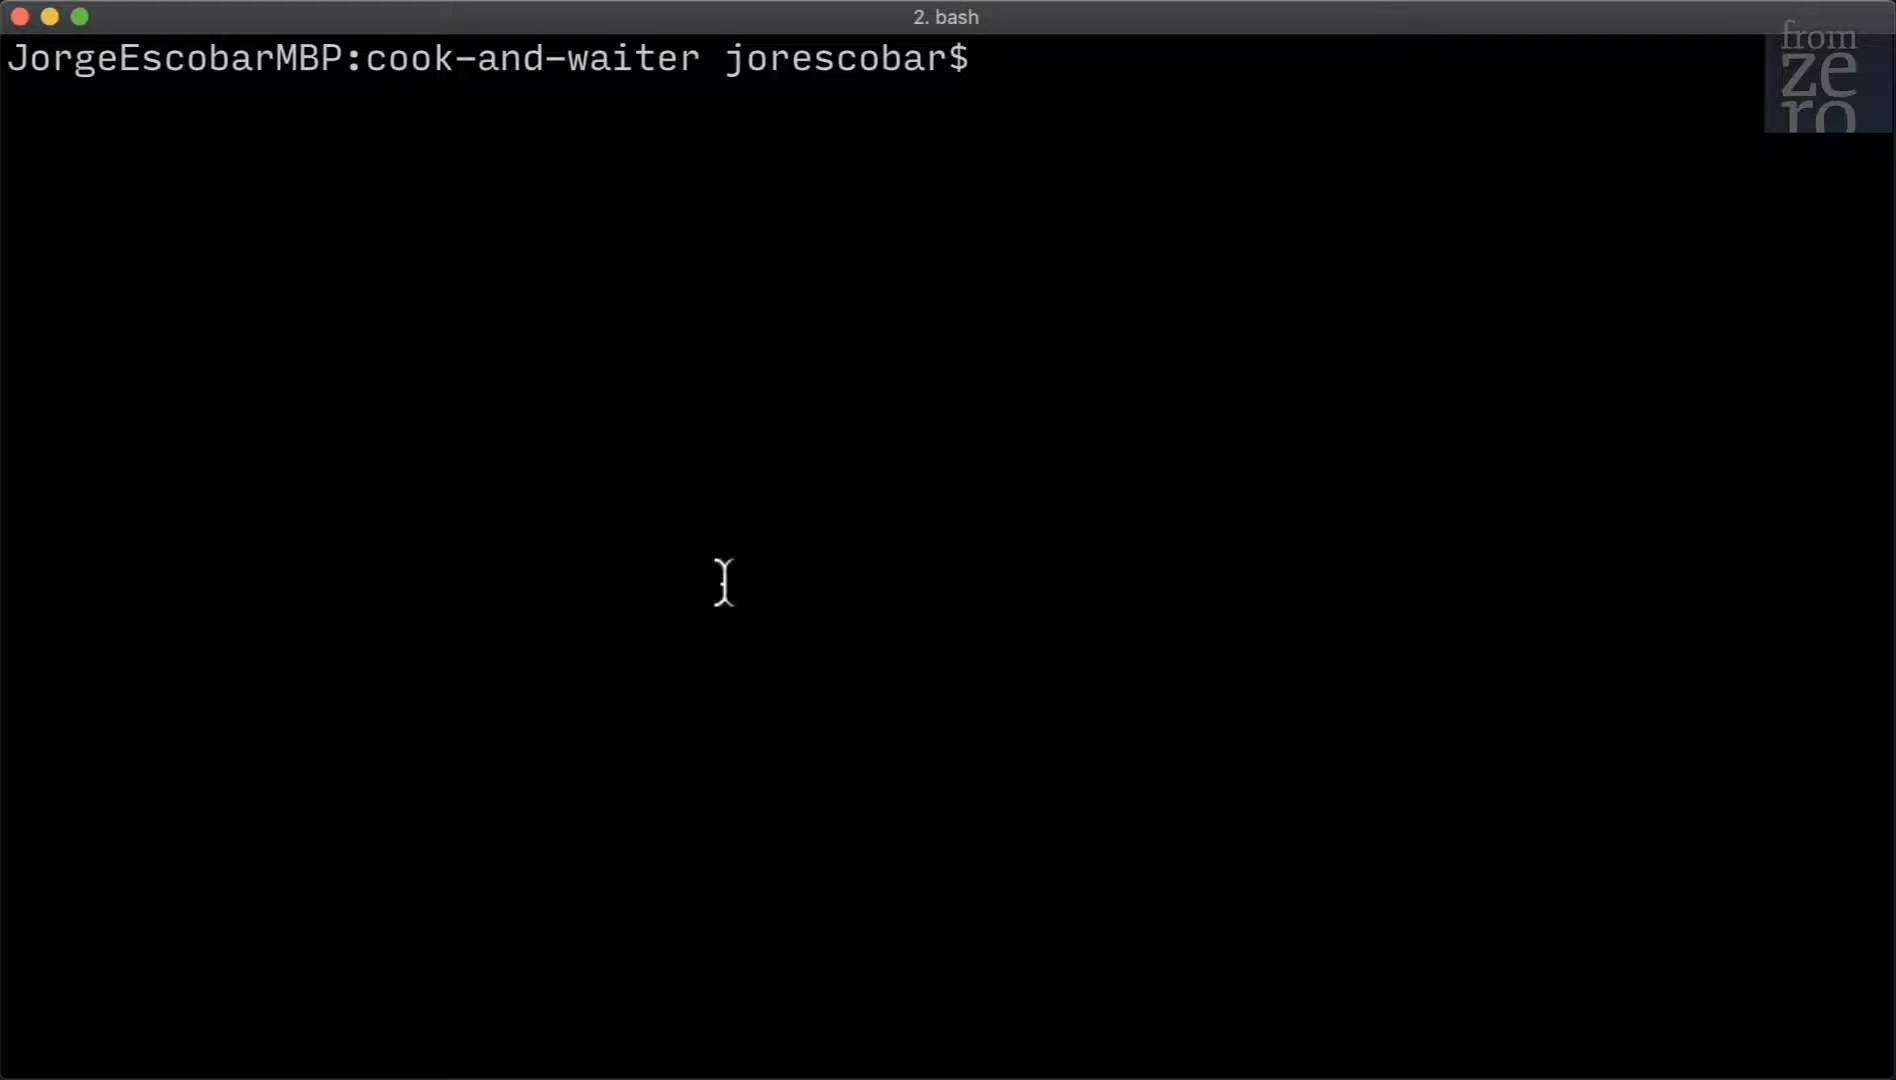 2. bash
JorgeEscobarMBP:cook-and-waiter jorescobar$
from
ze
ro